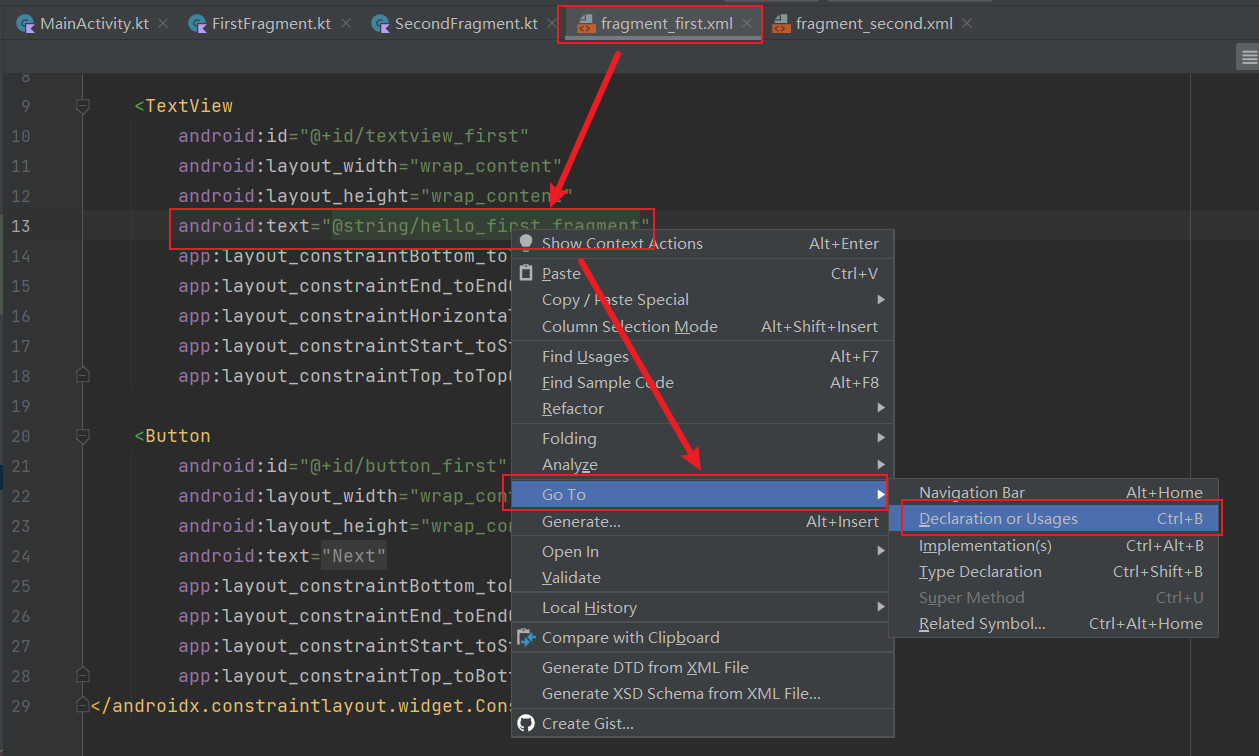 MainActivity.kt FirstFragment.kt SecondFragment.kt fragment_first.xml fragment_second.xml
8
9 <TextView
10 android:id="@+id/textview_first"
11 android:layout_width="wrap_content"
12 android:layout_height="wrap_content"
13 android:text="@string/hello_first_fragment"
14 app:layout_constraintBottom_to
15 app:layout_constraintEnd_toEnd
16 app:layout_constraintHorizonta
17 app:layout_constraintStart_toS
18 app:layout_constraintTop_toTop
19
20 <Button
21 android:id="@+id/button_first"
22 android:layout_width="wrap_con
23 android:layout_height="wrap_co
24 android:text="Next"
25 app:layout_constraintBottom_to
26 app:layout_constraintEnd_toEnd
27 app:layout_constraintStart_toS
28 app:layout_constraintTop_toBot
29 </androidx.constraintlayout.widget.Cons
Show Context Actions Alt+Enter
Paste Ctrl+V
Copy / Paste Special
Column Selection Mode Alt+Shift+Insert
Find Usages Alt+F7
Find Sample Code Alt+F8
Refactor
Folding
Analyze
Go To
Generate... Alt+Insert
Open In
Validate
Local History
Compare with Clipboard
Generate DTD from XML File
Generate XSD Schema from XML File...
Create Gist...
Navigation Bar Alt+Home
Declaration or Usages Ctrl+B
Implementation(s) Ctrl+Alt+B
Type Declaration Ctrl+Shift+B
Super Method Ctrl+U
Related Symbol... Ctrl+Alt+Home